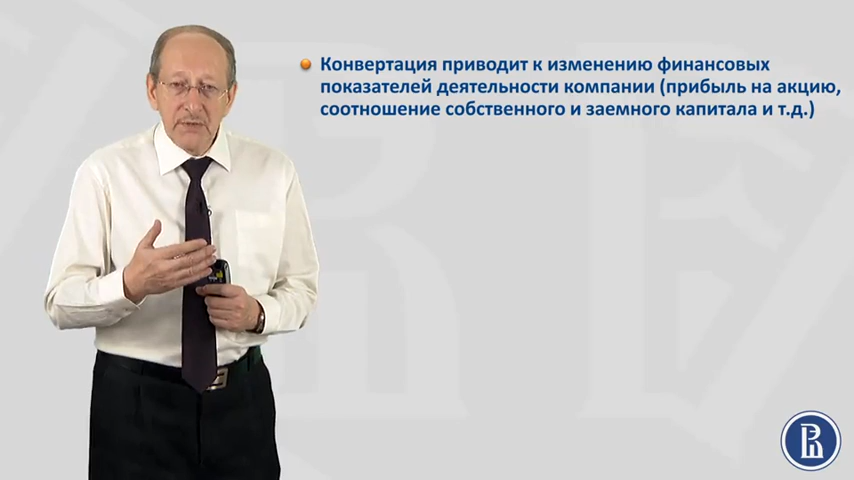 Конвертация приводит к изменению финансовых
показателей деятельности компании (прибыль на акцию,
соотношение собственного и заемного капитала и т.д.)